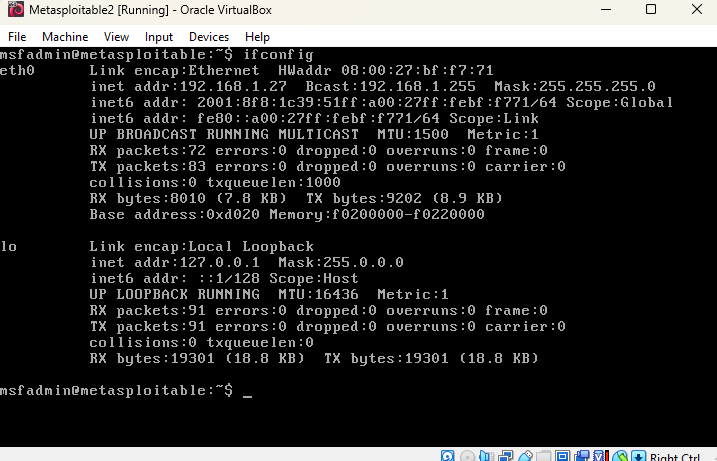 Metasploitable2 [Running] - Oracle VirtualBox
File Machine View Input Devices Help
msfadmin@metasploitable:~$ ifconfig
eth0 Link encap:Ethernet HWaddr 08:00:27:bf:f7:71
inet addr:192.168.1.27 Bcast:192.168.1.255 Mask:255.255.255.0
inet6 addr: 2001:8f8:1c39:51ff:a00:27ff:febf:f771/64 Scope:Global
inet6 addr: fe80::a00:27ff:febf:f771/64 Scope:Link
UP BROADCAST RUNNING MULTICAST MTU:1500 Metric:1
RX packets:72 errors:0 dropped:0 overruns:0 frame:0
TX packets:83 errors:0 dropped:0 overruns:0 carrier:0
collisions:0 txqueuelen:1000
RX bytes:8010 (7.8 KB) TX bytes:9202 (8.9 KB)
Base address:0xd020 Memory:f0200000-f0220000
lo Link encap:Local Loopback
inet addr:127.0.0.1 Mask:255.0.0.0
inet6 addr: ::1/128 Scope:Host
UP LOOPBACK RUNNING MTU:16436 Metric:1
RX packets:91 errors:0 dropped:0 overruns:0 frame:0
TX packets:91 errors:0 dropped:0 overruns:0 carrier:0
collisions:0 txqueuelen:0
RX bytes:19301 (18.8 KB) TX bytes:19301 (18.8 KB)
msfadmin@metasploitable:~$ _
Right Ctrl